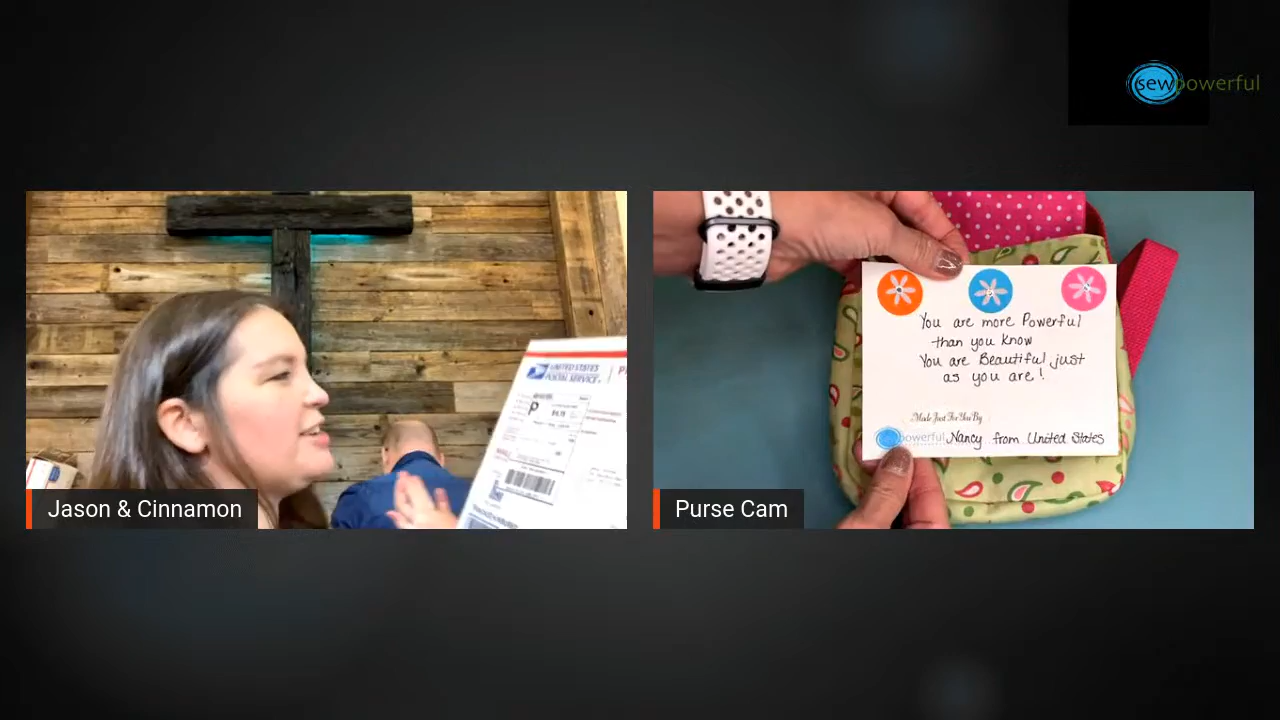 sewpowerful
UNITED STATES
POSTAL SERVICE
P
You are more Powerful
than you know
You are Beautiful just
as you are!
Made Just For You By
sewpowerful Nancy from United States
Jason & Cinnamon
Purse Cam